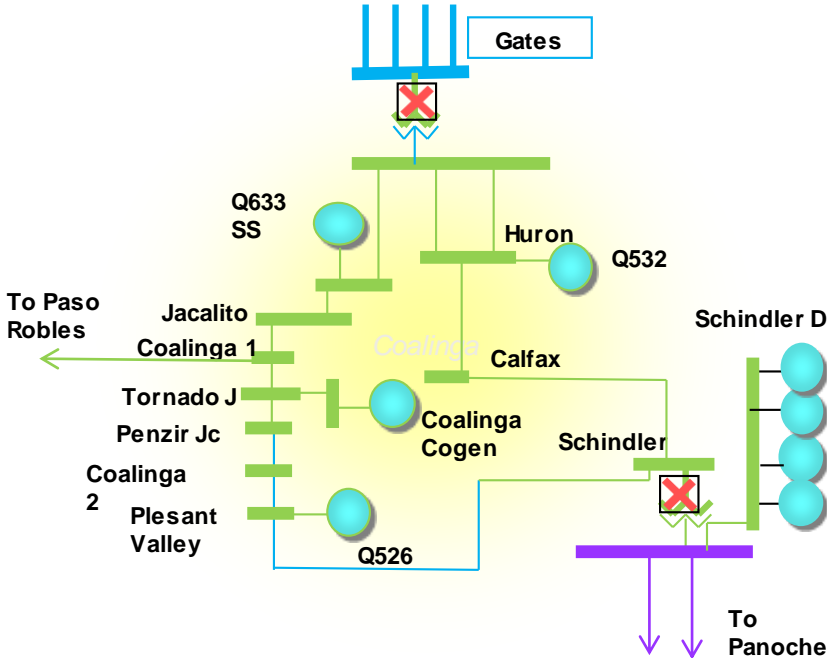 Gates
Q633
SS
Huron
Q532
To Paso
Robles
Jacalito
Schindler D
Coalinga 1
Coalinga
Calfax
Tornado J
Coalinga
Cogen
Penzir Jc
Schindler
Coalinga
2
Plesant
Valley
Q526
To
Panoche